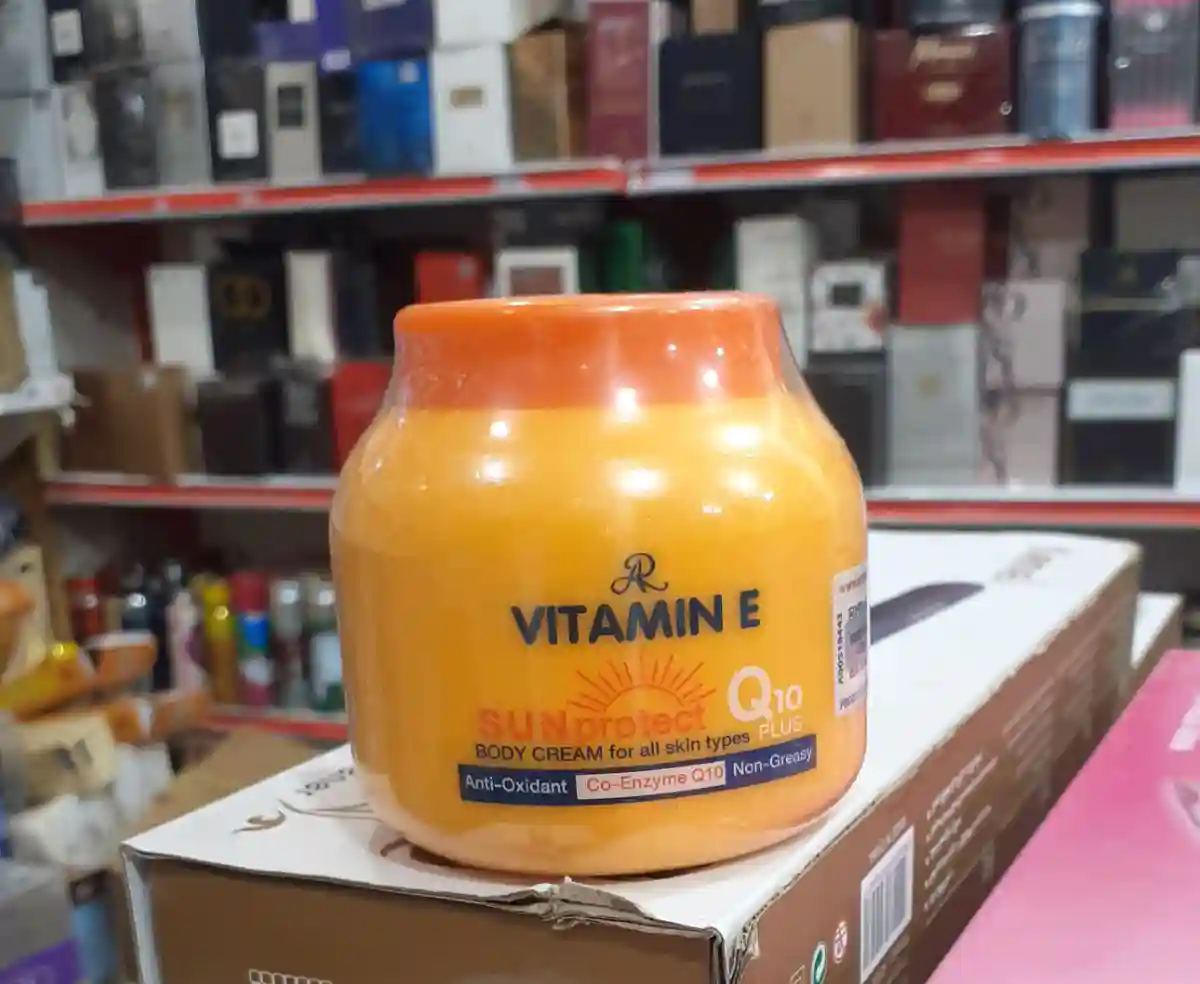 AR
VITAMIN E
SUN protect
Q10
PLUS
BODY CREAM for all skin types
Anti-Oxidant Co-Enzyme Q10 Non-Greasy